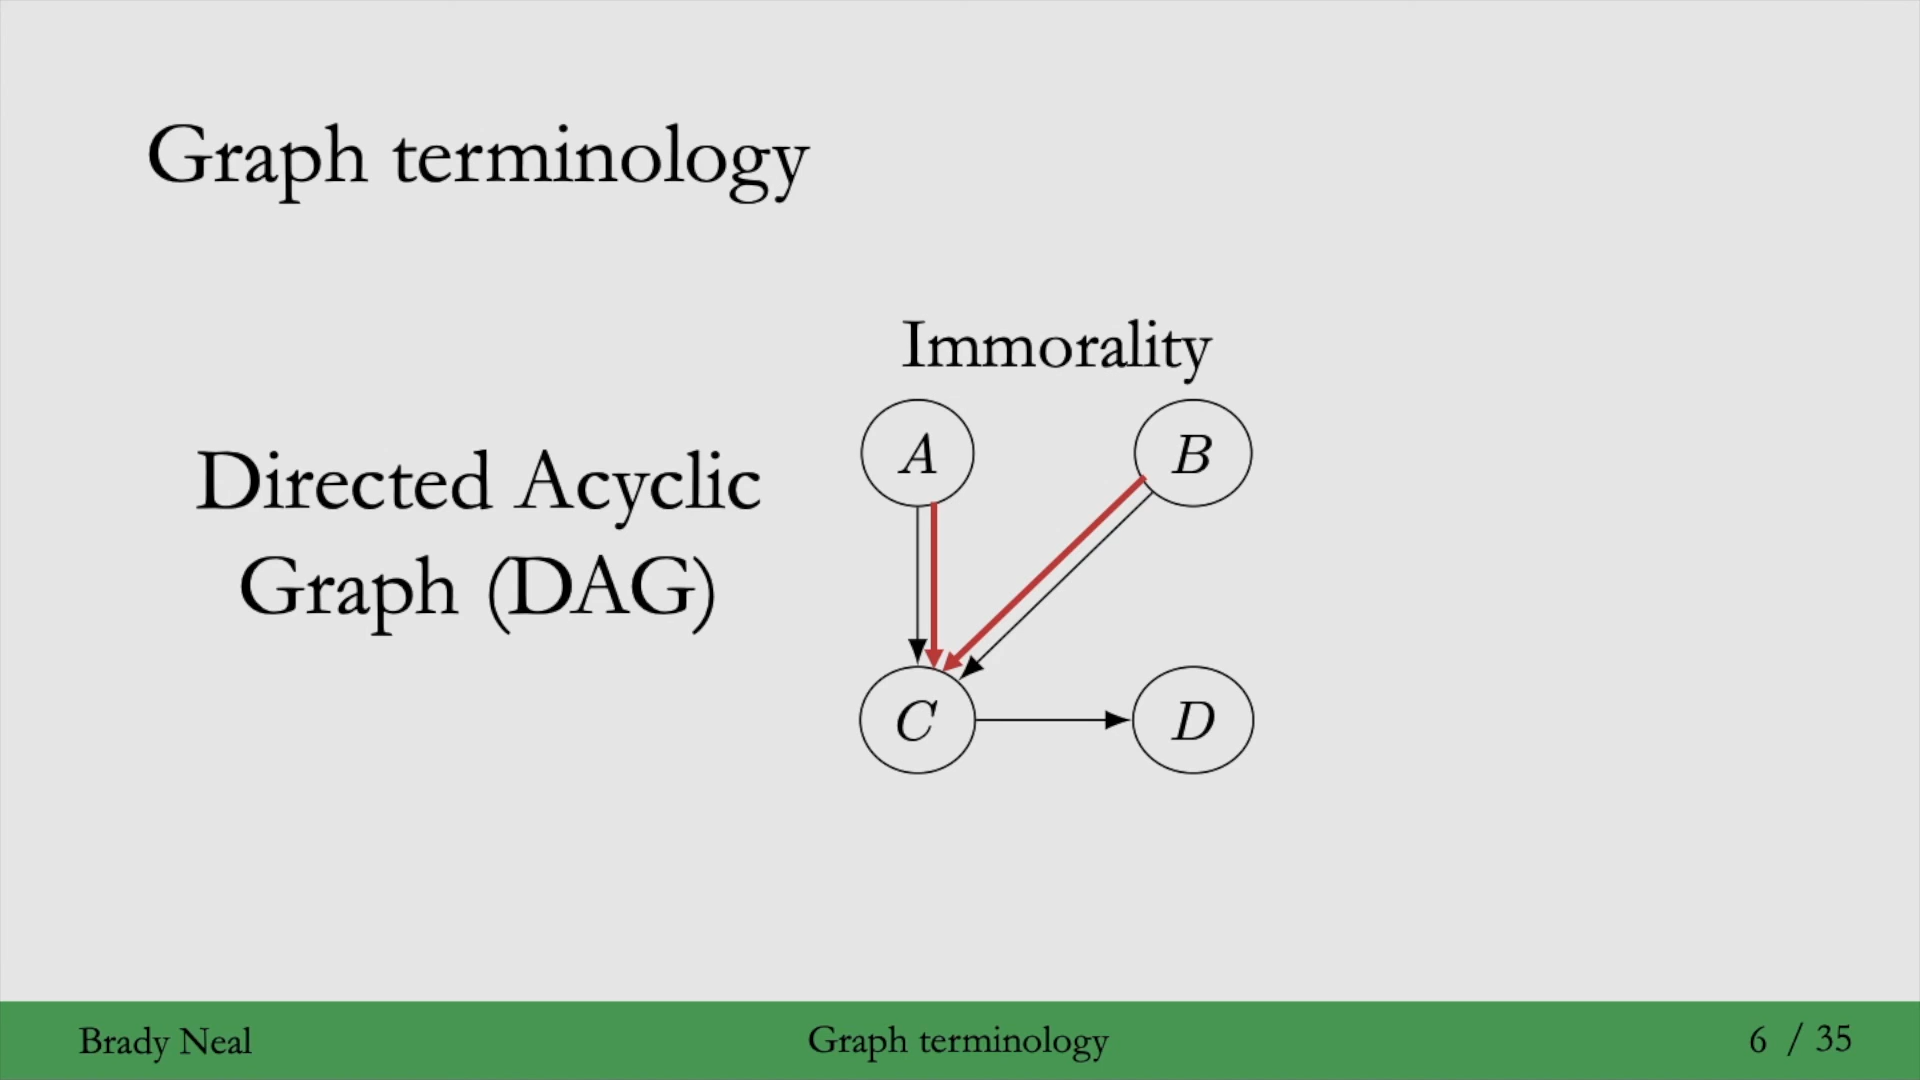 Graph terminology
Immorality
Directed Acyclic
Graph (DAG)
A
B
C
D
Brady Neal
Graph terminology
6 / 35